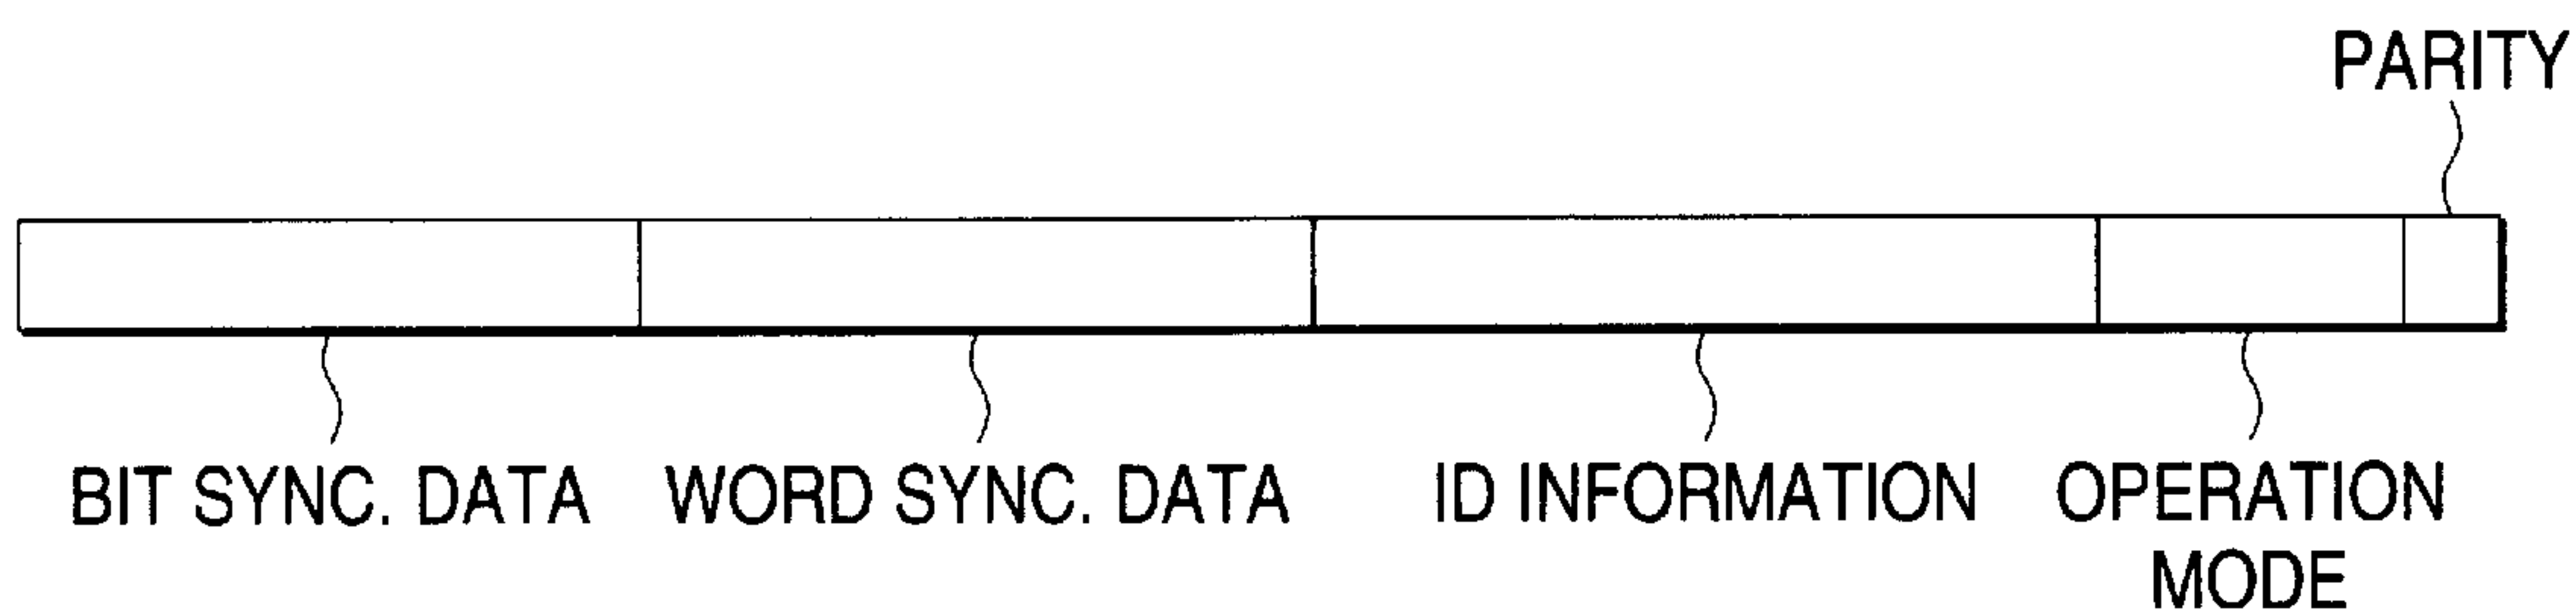 PARITY
BIT SYNC. DATA WORD SYNC. DATA ID INFORMATION OPERATION
MODE